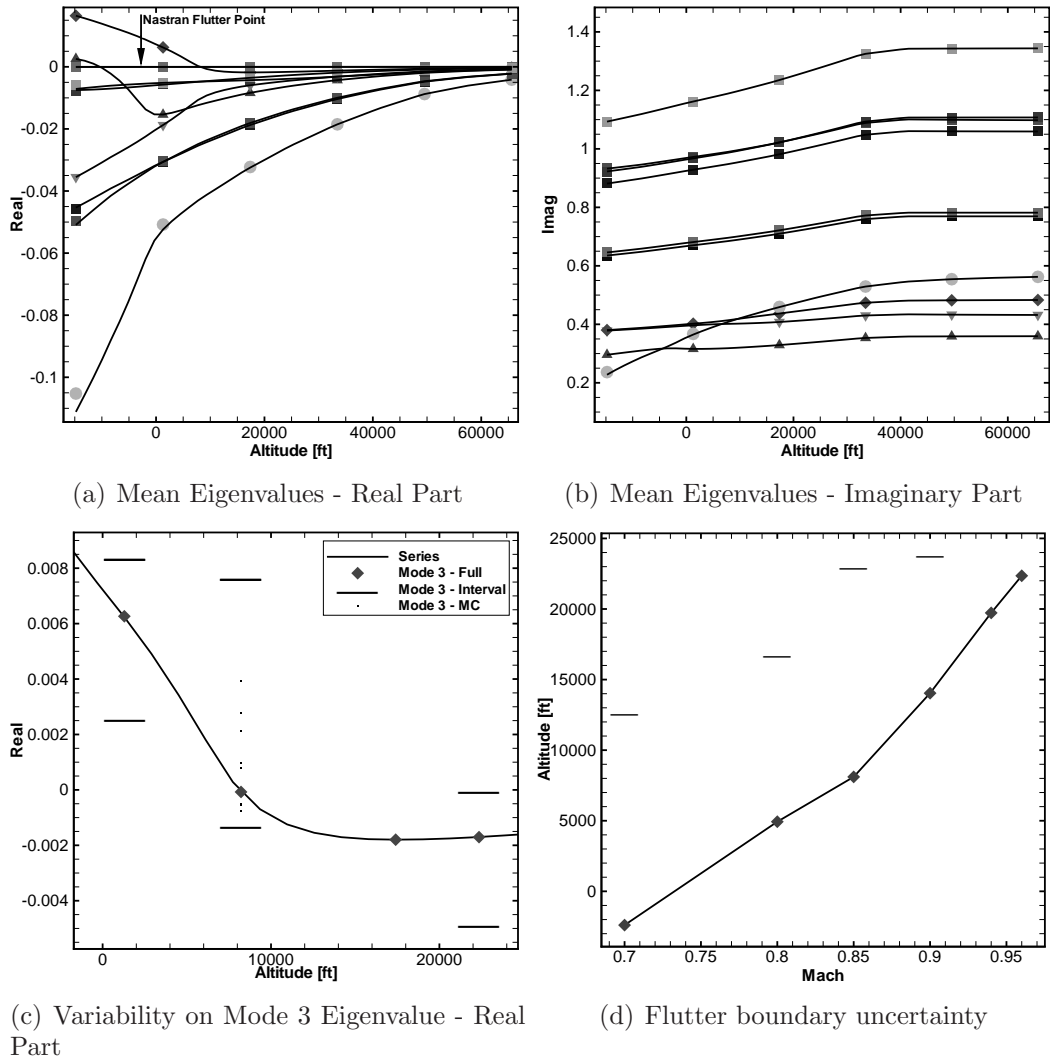 Nastran Flutter Point
0
-0.02
-0.04
-0.06
-0.08
-0.1
Real
0 20000 40000 60000
Altitude [ft]
(a) Mean Eigenvalues - Real Part
1.4
1.2
1
0.8
0.6
0.4
0.2
Imag
0 20000 40000 60000
Altitude [ft]
(b) Mean Eigenvalues - Imaginary Part
0.008
0.006
0.004
0.002
0
-0.002
-0.004
Real
Series
Mode 3 - Full
Mode 3 - Interval
Mode 3 - MC
0 10000 20000
Altitude [ft]
(c) Variability on Mode 3 Eigenvalue - Real
Part
25000
20000
15000
10000
5000
0
Altitude [ft]
0.7 0.75 0.8 0.85 0.9 0.95
Mach
(d) Flutter boundary uncertainty